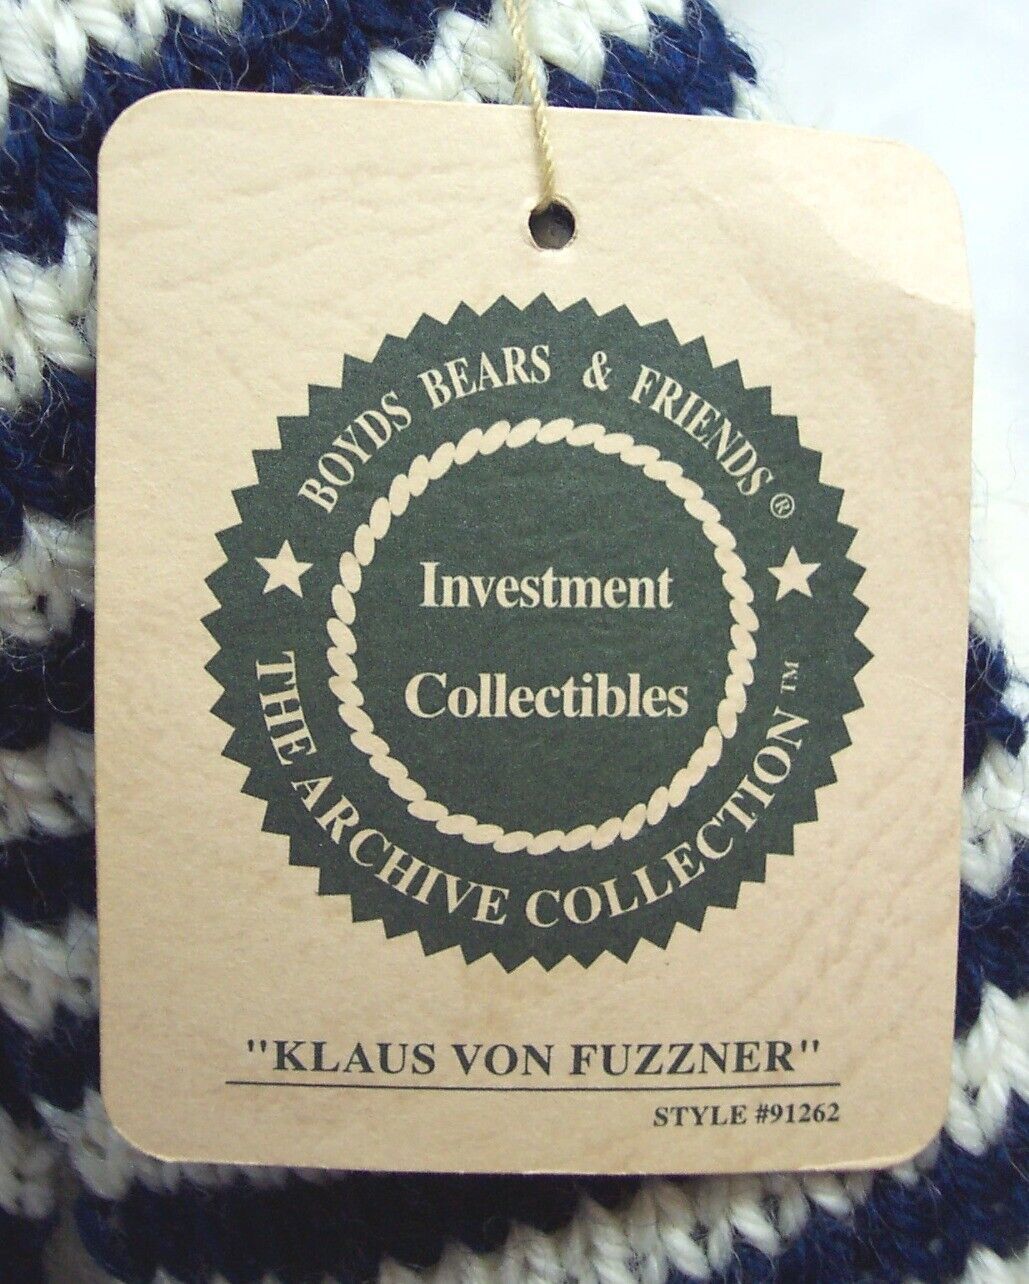 BOYDS BEARS & FRIENDS®
Investment
Collectibles
THE ARCHIVE COLLECTION™
"KLAUS VON FUZZNER"
STYLE #91262